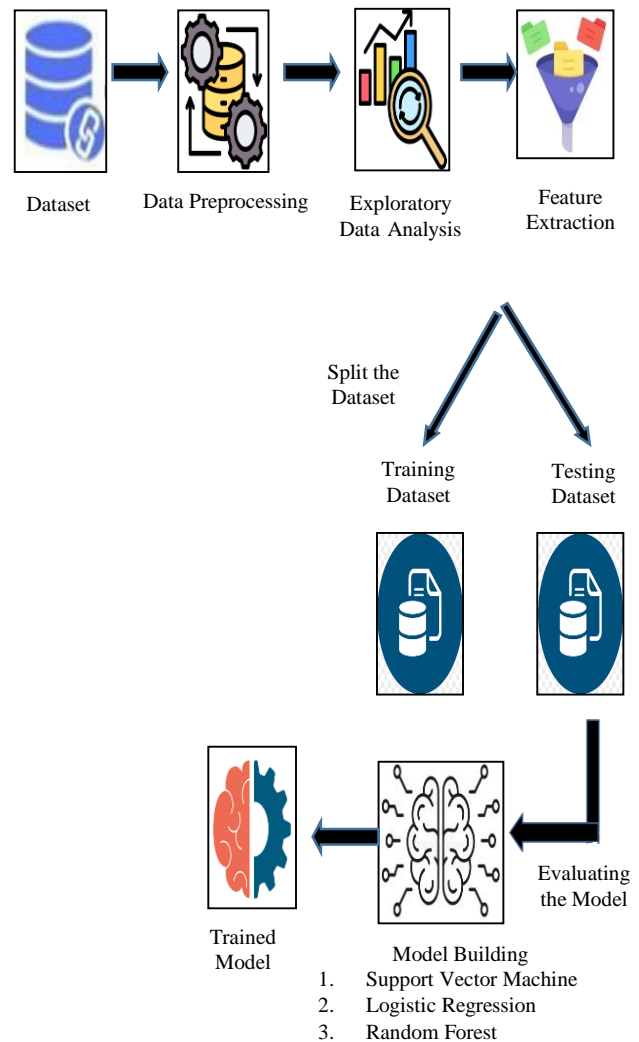 Dataset
Data Preprocessing
Exploratory
Data Analysis
Feature
Extraction
Split the
Dataset
Training
Dataset
Testing
Dataset
Evaluating
the Model
Trained
Model
Model Building
1. Support Vector Machine
2. Logistic Regression
3. Random Forest